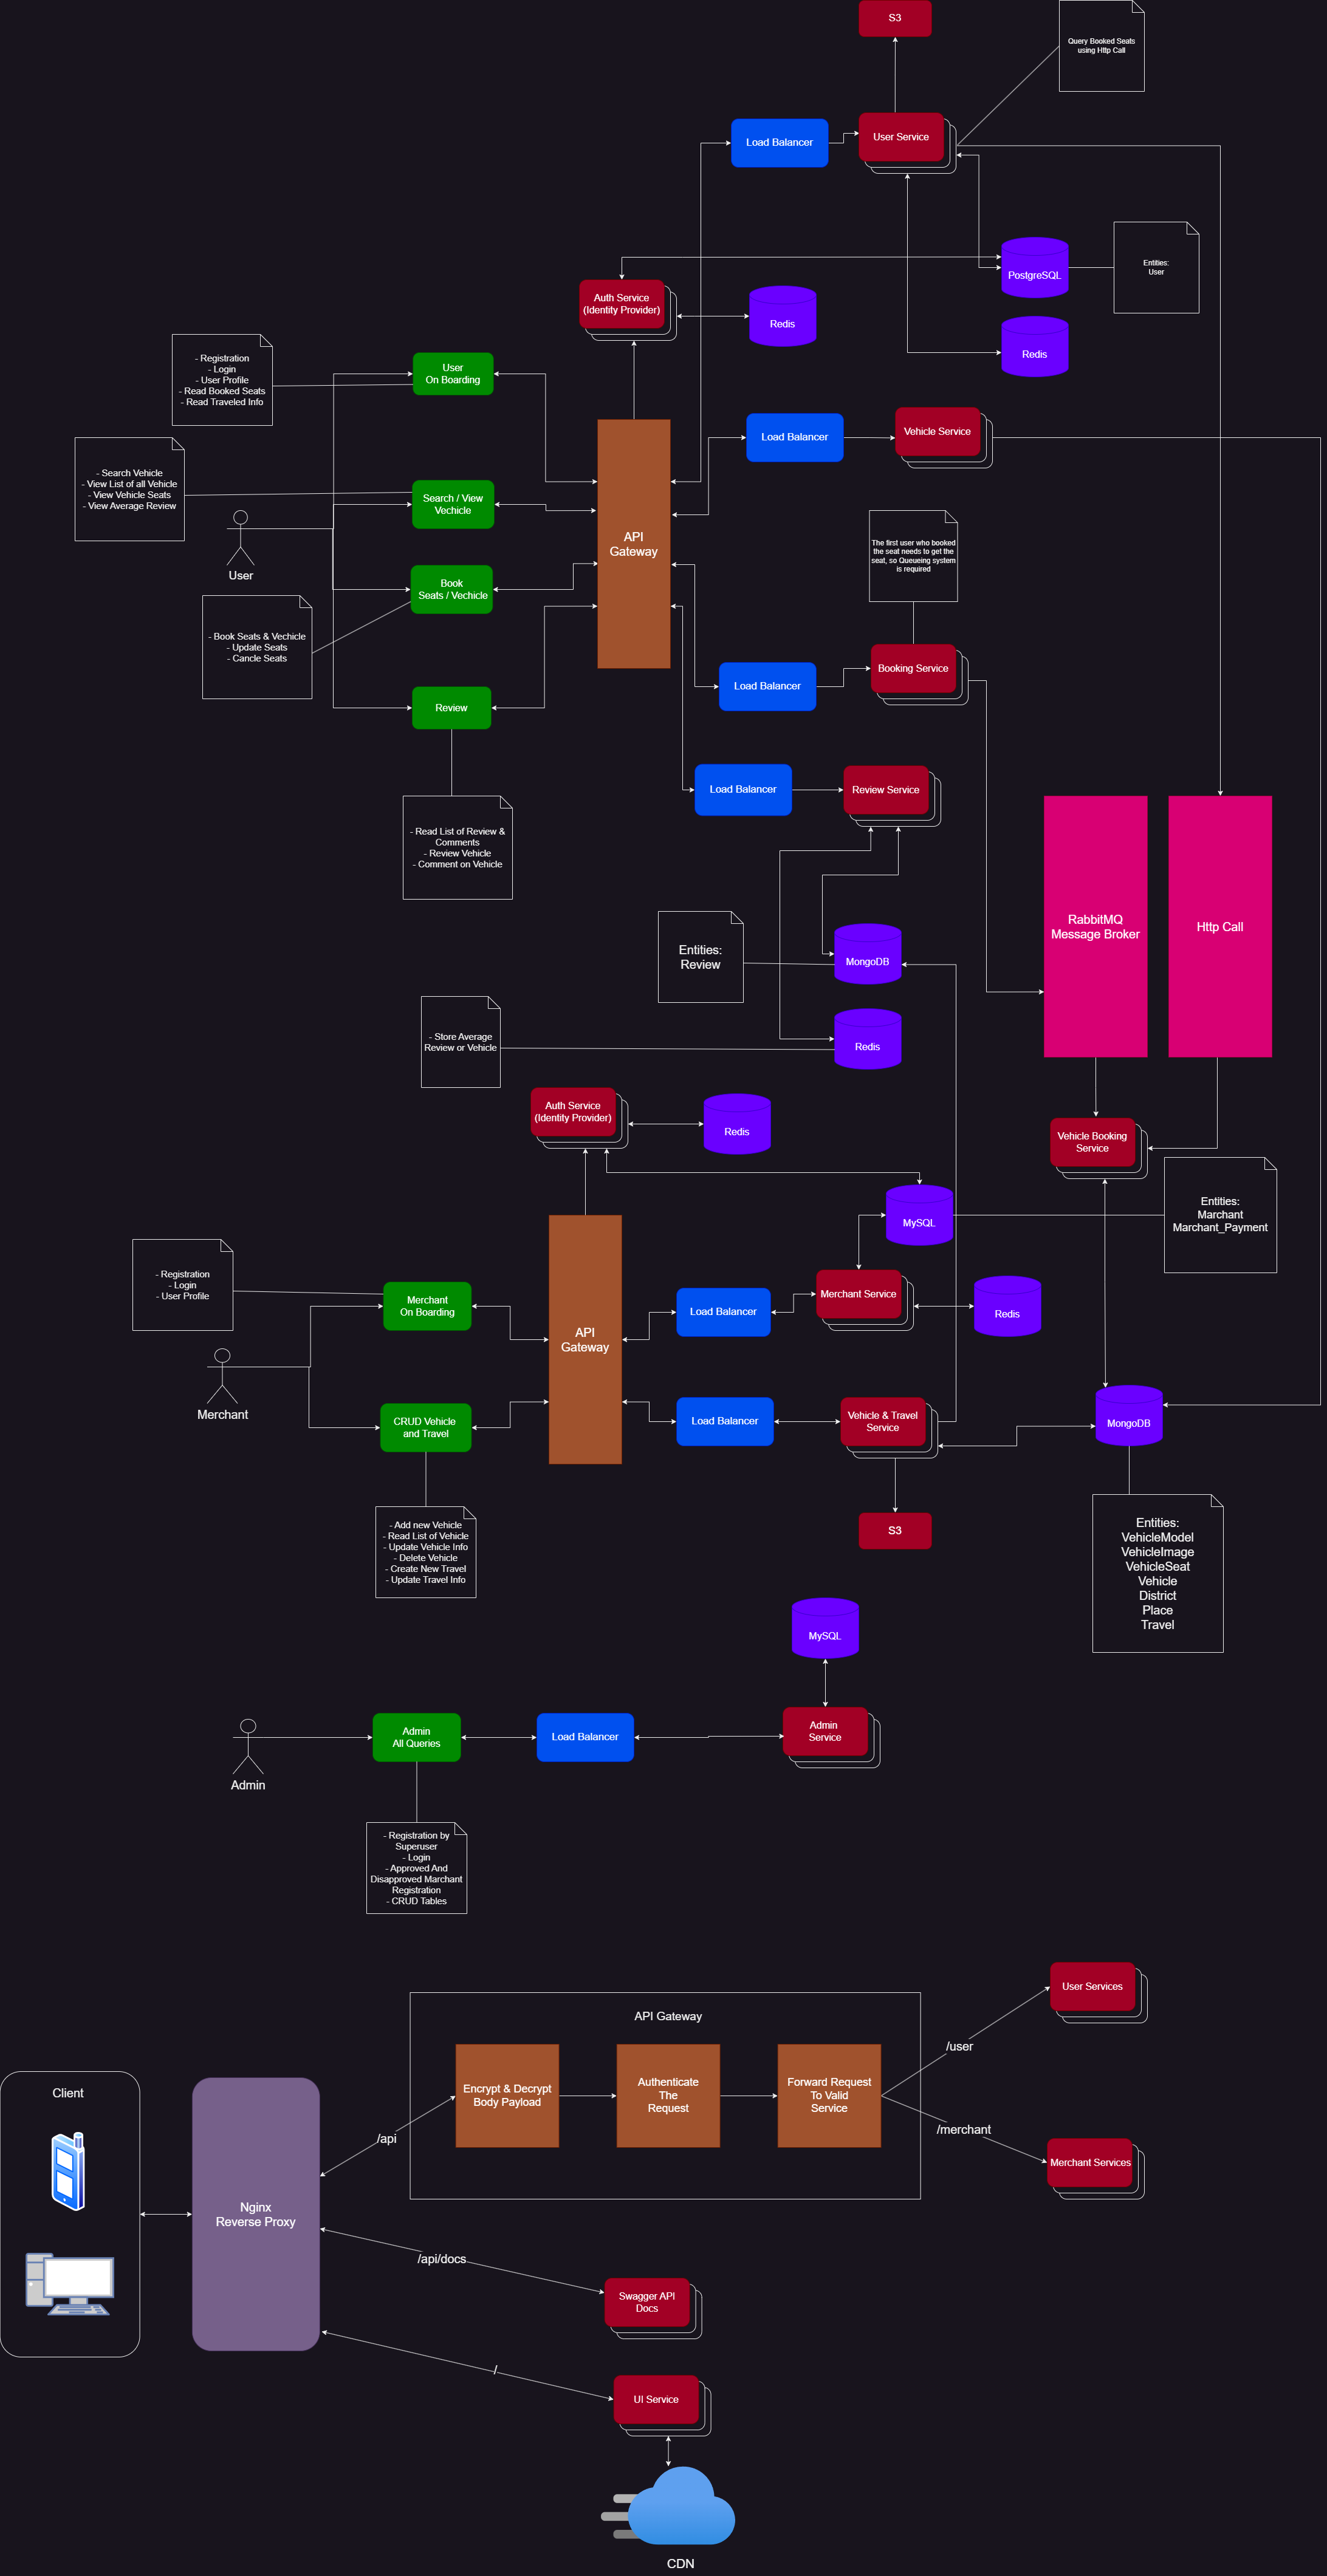 S3
Query Booked Seats
using Http Call
User Service
Load Balancer
PostgreSQL
Entities:
User
Auth Service
(Identity Provider)
Redis
Redis
- Registration
- Login
- User Profile
- Read Booked Seats
- Read Traveled Info
User
On Boarding
Load Balancer
Vehicle Service
- Search Vehicle
- View List of all Vehicle
- View Vehicle Seats
- View Average Review
Search / View
Vechicle
User
API
Gateway
The first user who booked
the seat needs to get the
seat, so Queueing system
is required
Book
Seats / Vechicle
- Book Seats & Vechicle
- Update Seats
- Cancle Seats
Load Balancer
Booking Service
Review
Load Balancer
Review Service
- Read List of Review &
Comments
- Review Vehicle
- Comment on Vehicle
RabbitMQ
Message Broker
Http Call
Entities:
Review
MongoDB
- Store Average
Review or Vehicle
Redis
Auth Service
(Identity Provider)
Redis
Vehicle Booking
Service
MySQL
Entities:
Marchant
Marchant_Payment
- Registration
- Login
- User Profile
Merchant
On Boarding
API
Gateway
Load Balancer
Merchant Service
Redis
Merchant
CRUD Vehicle
and Travel
Load Balancer
Vehicle & Travel
Service
MongoDB
- Add new Vehicle
- Read List of Vehicle
- Update Vehicle Info
- Delete Vehicle
- Create New Travel
- Update Travel Info
S3
Entities:
VehicleModel
VehicleImage
VehicleSeat
Vehicle
District
Place
Travel
MySQL
Admin
Admin
All Queries
Load Balancer
Admin
Service
- Registration by
Superuser
- Login
- Approved And
Disapproved Marchant
Registration
- CRUD Tables
User Services
API Gateway
/user
Client
Encrypt & Decrypt
Body Payload
Authenticate
The
Request
Forward Request
To Valid
Service
/merchant
/api
Merchant Services
Nginx
Reverse Proxy
/api/docs
Swagger API
Docs
/
UI Service
CDN